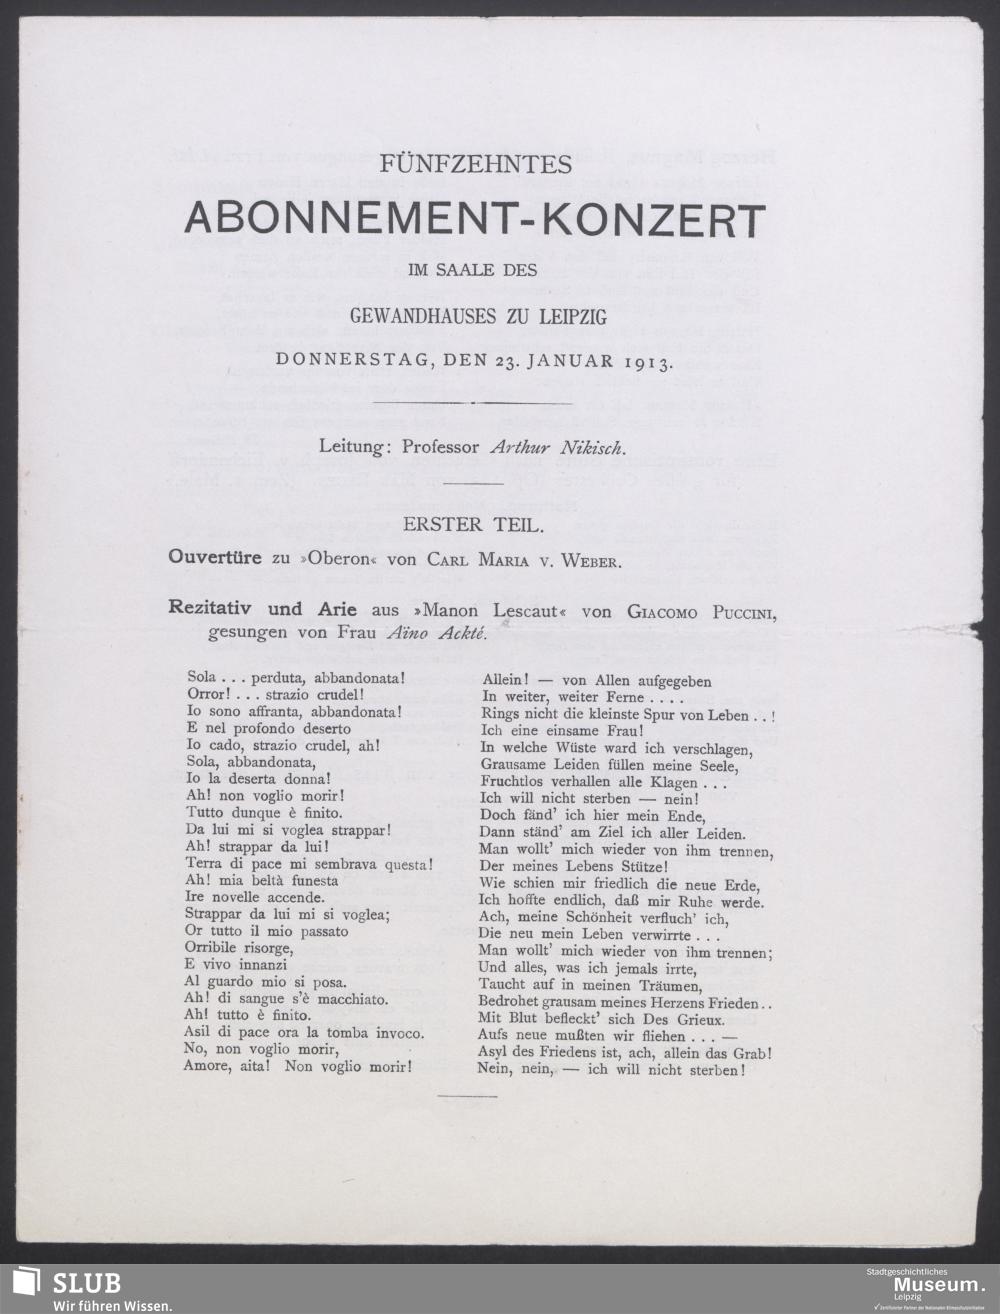 FÜNFZEHNTES
ABONNEMENT-KONZERT
IM SAALE DES
GEWANDHAUSES ZU LEIPZIG
DONNERSTAG, DEN 23. JANUAR 1913.
Leitung: Professor Arthur Nikisch.
ERSTER TEIL.
Ouvertüre zu »Oberon« von CARL MARIA V. WEBER.
Rezitativ und Arie aus »Manon Lescaut« von GIACOMO PUCCINI,
gesungen von Frau Aïno Ackté.
Sola . . . perduta, abbandonata!
Orror! . . . strazio crudel!
Io sono affranta, abbandonata!
E nel profondo deserto
Io cado, strazio crudel, ah!
Sola, abbandonata,
Io la deserta donna!
Ah! non voglio morir!
Tutto dunque è finito.
Da lui mi si voglea strappar!
Ah! strappar da lui!
Terra di pace mi sembrava questa!
Ah! mia beltà funesta
Ire novelle accende.
Strappar da lui mi si voglea;
Or tutto il mio passato
Orribile risorge,
E vivo innanzi
Al guardo mio si posa.
Ah! di sangue s'è macchiato.
Ah! tutto è finito.
Asil di pace ora la tomba invoco.
No, non voglio morir,
Amore, aita! Non voglio morir!
Allein! — von Allen aufgegeben
In weiter, weiter Ferne . . . .
Rings nicht die kleinste Spur von Leben . . !
Ich eine einsame Frau!
In welche Wüste ward ich verschlagen,
Grausame Leiden füllen meine Seele,
Fruchtlos verhallen alle Klagen . . .
Ich will nicht sterben — nein!
Doch fänd' ich hier mein Ende,
Dann ständ' am Ziel ich aller Leiden.
Man wollt' mich wieder von ihm trennen,
Der meines Lebens Stütze!
Wie schien mir friedlich die neue Erde,
Ich hoffte endlich, daß mir Ruhe werde.
Ach, meine Schönheit verfluch' ich,
Die neu mein Leben verwirrte . . .
Man wollt' mich wieder von ihm trennen;
Und alles, was ich jemals irrte,
Taucht auf in meinen Träumen,
Bedrohet grausam meines Herzens Frieden . .
Mit Blut befleckt' sich Des Grieux.
Aufs neue mußten wir fliehen . . . —
Asyl des Friedens ist, ach, allein das Grab!
Nein, nein, — ich will nicht sterben!
SLUB
Wir führen Wissen.
Stadtgeschichtliches
Museum.
Leipzig
Zertifizierter Partner der Nationalen Klimaschutzinitiative